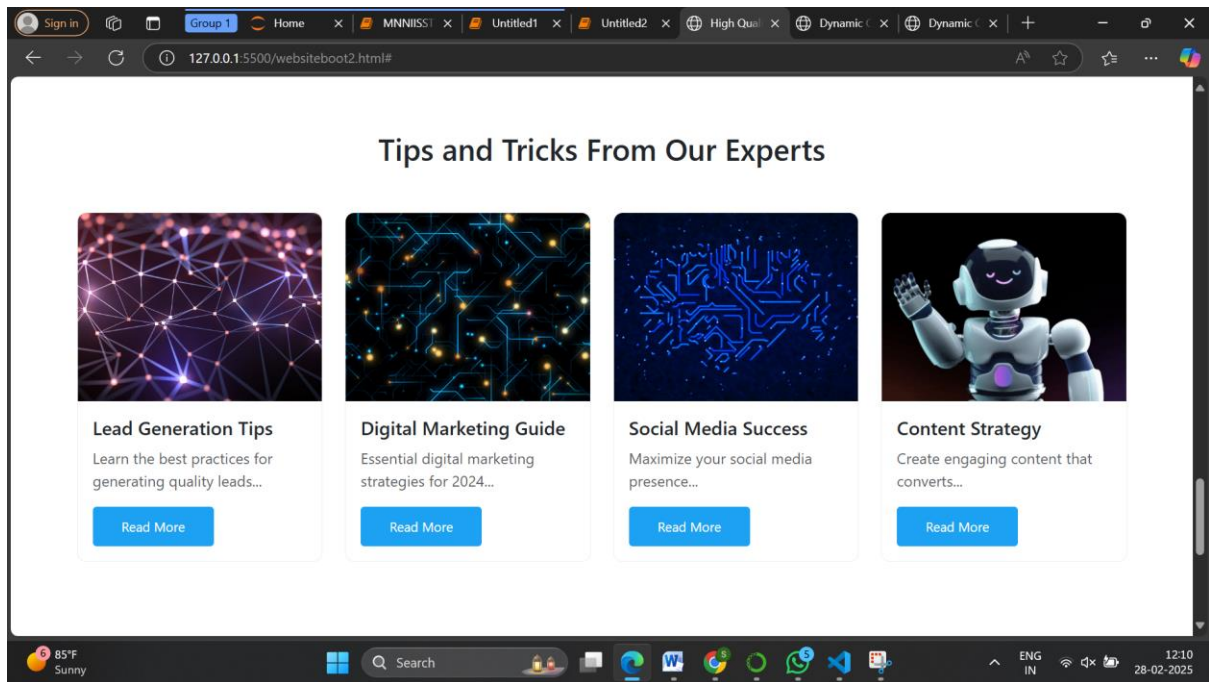 Sign in
Group 1
Home
MNNIISST
Untitled1
Untitled2
High Qual
Dynamic C
Dynamic C
127.0.0.1:5500/websiteboot2.html#
Tips and Tricks From Our Experts
Lead Generation Tips
Learn the best practices for
generating quality leads...
Read More
Digital Marketing Guide
Essential digital marketing
strategies for 2024...
Read More
Social Media Success
Maximize your social media
presence...
Read More
Content Strategy
Create engaging content that
converts...
Read More
6
85°F
Sunny
Search
W
S
5
ENG
IN
12:10
28-02-2025